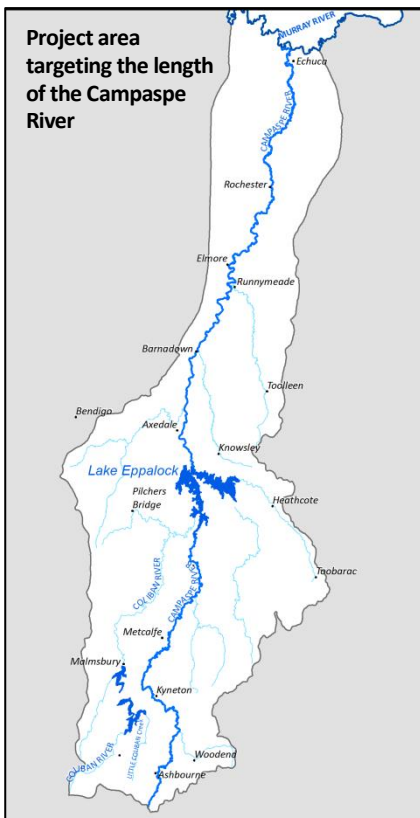 Project area
targeting the length
of the Campaspe
River
MURRAY RIVER
Echuca
CAMPASPE RIVER
Rochester
Elmore
Runnymeade
Barnadown
Toolleen
Bendigo
Axedale
Knowsley
Lake Eppalock
Pilchers
Bridge
Heathcote
COLIBAN RIVER
CAMPASPE RIVER
Toobarac
Metcalfe
Malmsbury
Kyneton
COLIBAN RIVER
LITTLE COLIBAN CREEK
Woodend
Ashbourne